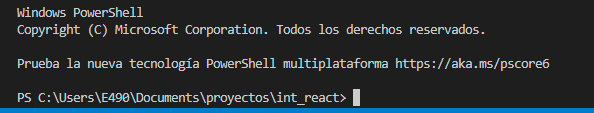 Windows PowerShell
Copyright (C) Microsoft Corporation. Todos los derechos reservados.
Prueba la nueva tecnología PowerShell multiplataforma https://aka.ms/pscore6
PS C:\Users\E490\Documents\proyectos\int_react>